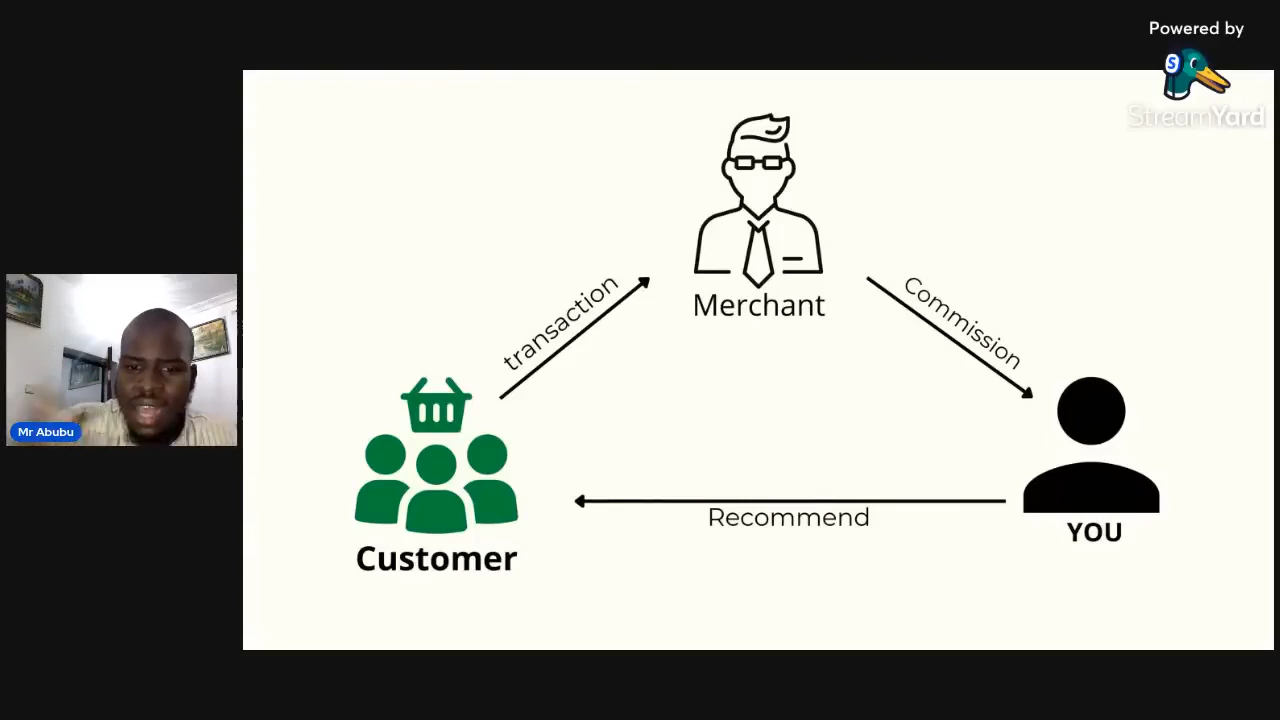 Powered by
StreamYard
Merchant
transaction
Commission
Recommend
YOU
Customer
Mr Abubu